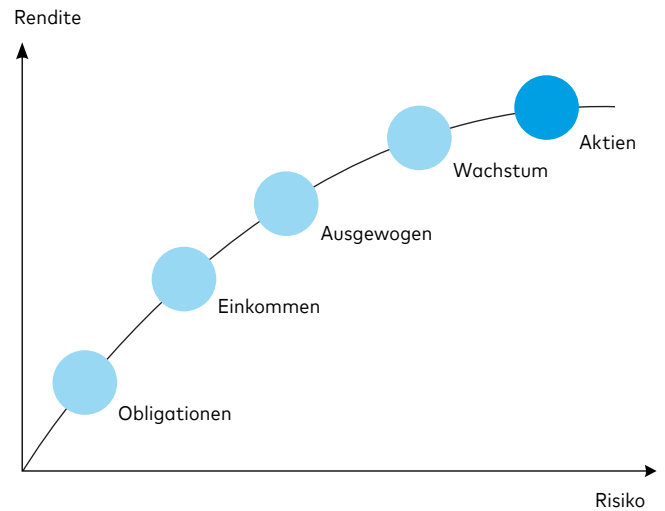 Rendite
Aktien
Wachstum
Ausgewogen
Einkommen
Obligationen
Risiko